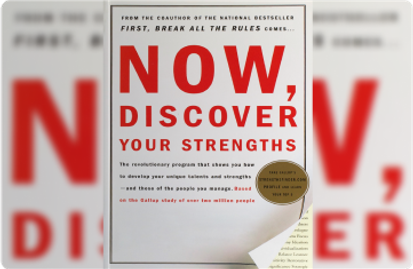 FROM THE COAUTHOR OF THE NATIONAL BESTSELLER
FIRST, BREAK ALL THE RULES COMES...
NOW,
DISCOVER
YOUR STRENGTHS
The revolutionary program that shows you how
to develop your unique talents and strengths
—and those of the people you manage. Based
on the Gallup study of over two million people